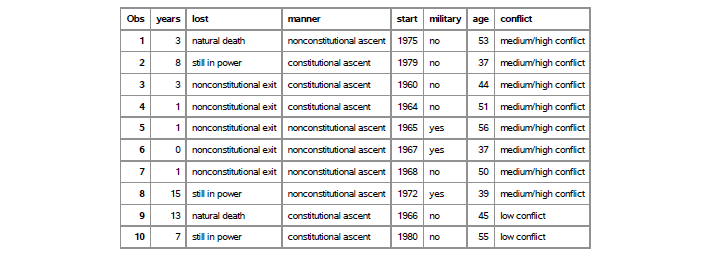 Obs years lost manner start military age conflict
1 3 natural death nonconstitutional ascent 1975 no 53 medium/high conflict
2 8 still in power constitutional ascent 1979 no 37 medium/high conflict
3 3 nonconstitutional exit constitutional ascent 1960 no 44 medium/high conflict
4 1 nonconstitutional exit constitutional ascent 1964 no 51 medium/high conflict
5 1 nonconstitutional exit nonconstitutional ascent 1965 yes 56 medium/high conflict
6 0 nonconstitutional exit nonconstitutional ascent 1967 yes 37 medium/high conflict
7 1 nonconstitutional exit nonconstitutional ascent 1968 no 50 medium/high conflict
8 15 still in power nonconstitutional ascent 1972 yes 39 medium/high conflict
9 13 natural death constitutional ascent 1966 no 45 low conflict
10 7 still in power constitutional ascent 1980 no 55 low conflict